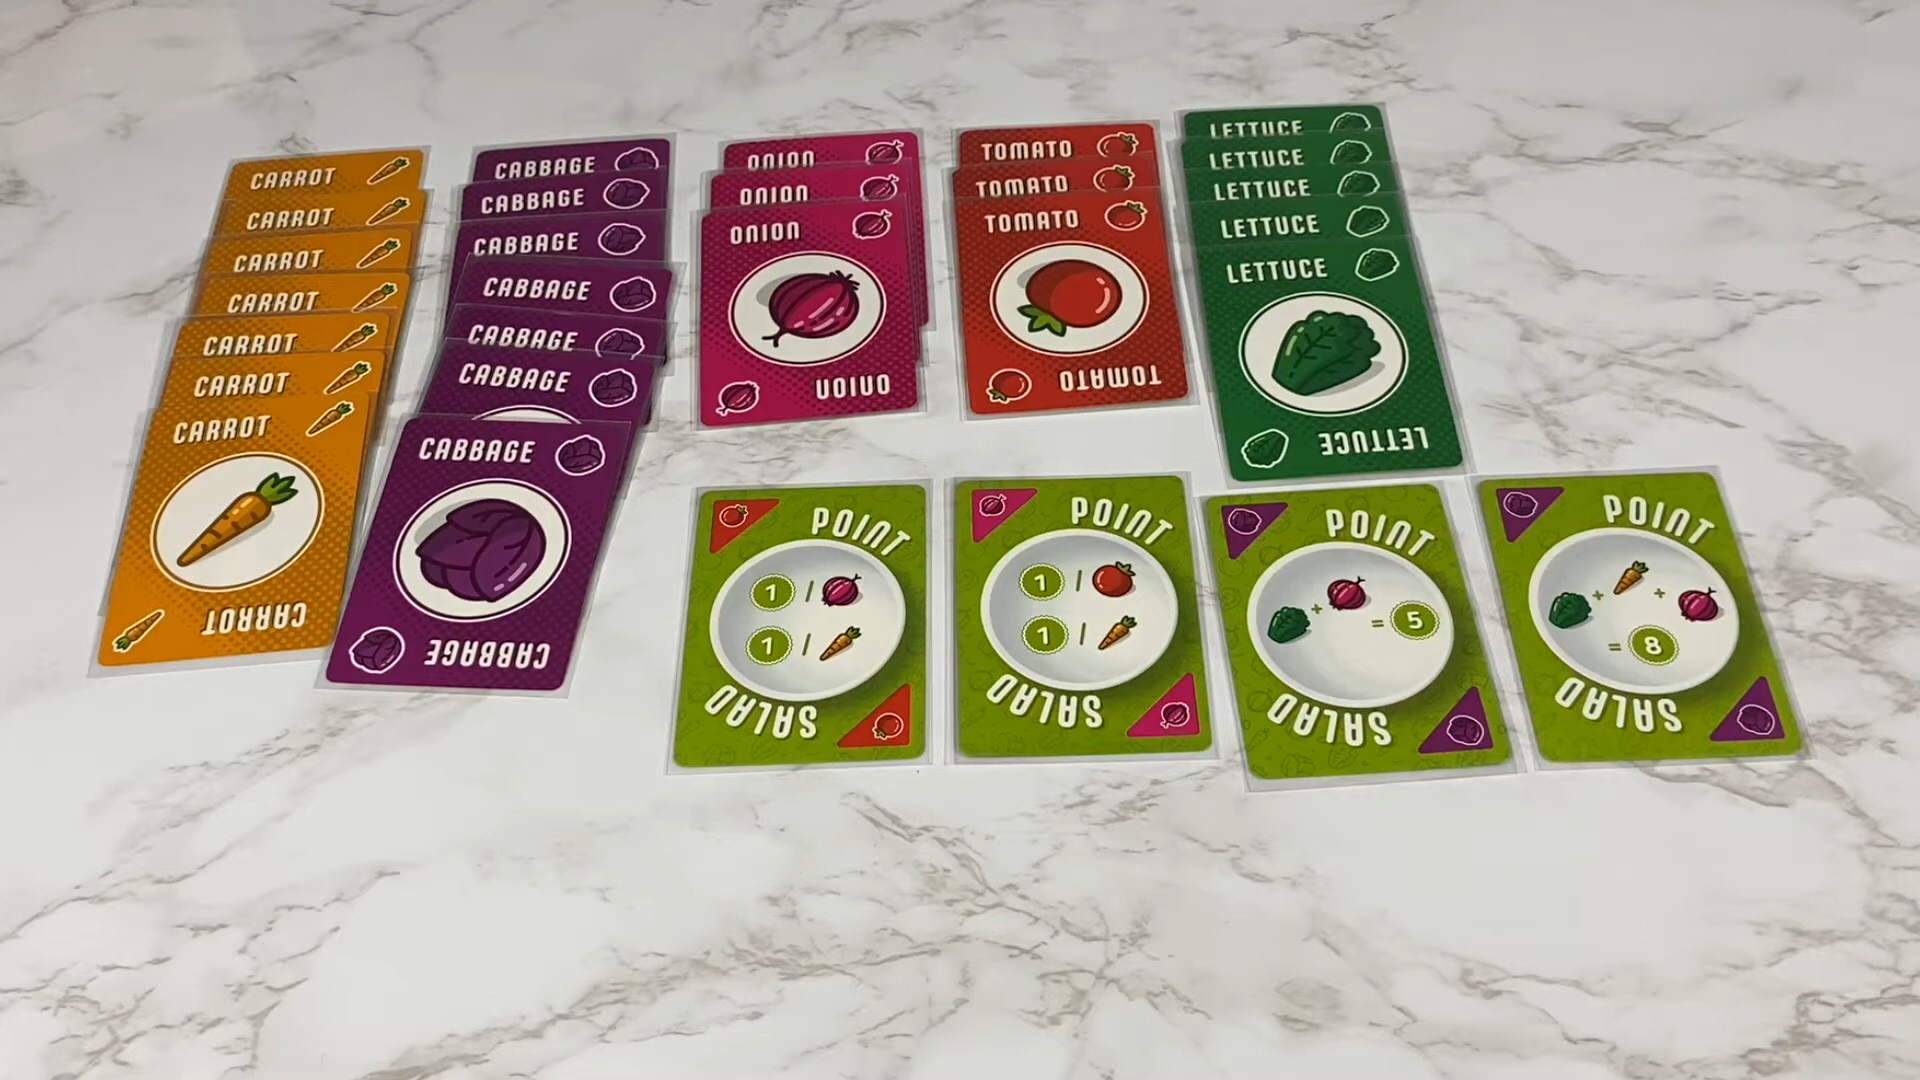 CARROT
CARROT
CARROT
CARROT
CARROT
CARROT
CARROT
CARROT
CABBAGE
CABBAGE
CABBAGE
CABBAGE
CABBAGE
CABBAGE
CABBAGE
CABBAGE
ONION
ONION
ONION
ONION
TOMATO
TOMATO
TOMATO
TOMATO
LETTUCE
LETTUCE
LETTUCE
LETTUCE
LETTUCE
LETTUCE
POINT
1 /
1 /
SALAD
POINT
1 /
1 /
SALAD
POINT
+ = 5
SALAD
POINT
+ +
= 8
SALAD